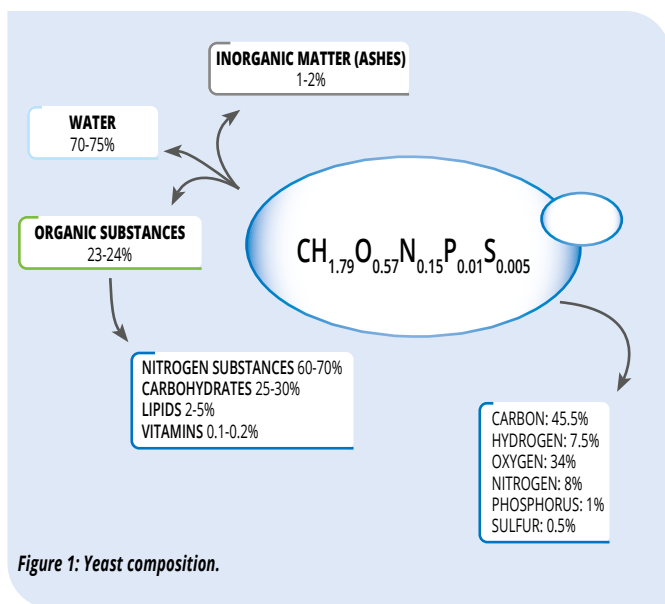 INORGANIC MATTER (ASHES)
1-2%
WATER
70-75%
ORGANIC SUBSTANCES
23-24%
CH1.79O0.57N0.15P0.01S0.005
NITROGEN SUBSTANCES 60-70%
CARBOHYDRATES 25-30%
LIPIDS 2-5%
VITAMINS 0.1-0.2%
CARBON: 45.5%
HYDROGEN: 7.5%
OXYGEN: 34%
NITROGEN: 8%
PHOSPHORUS: 1%
SULFUR: 0.5%
Figure 1: Yeast composition.